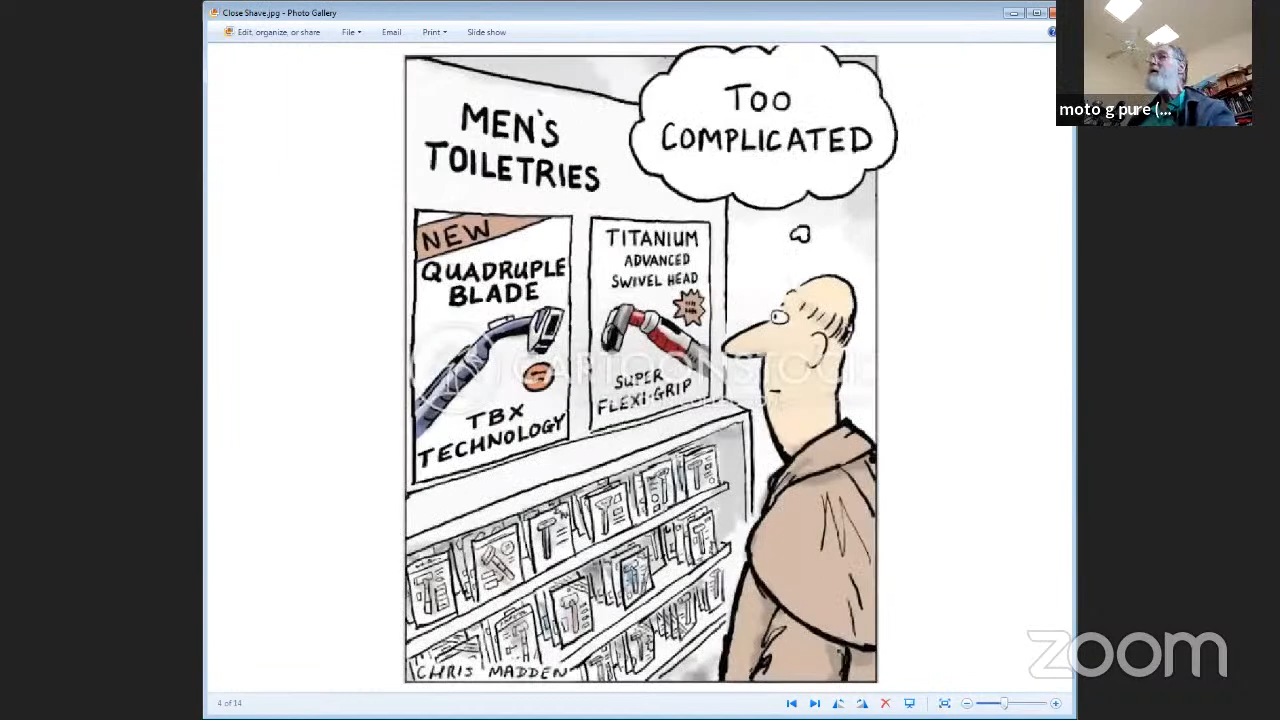 Close Shave.jpg - Photo Gallery
Edit, organize, or share File Email Print Slide show
TOO
COMPLICATED
MEN'S
TOILETRIES
NEW
QUADRUPLE
BLADE
TBX
TECHNOLOGY
TITANIUM
ADVANCED
SWIVEL HEAD
SUPER
FLEXI-GRIP
CARTOONSTOCK
CHRIS MADDEN
4 of 14
moto g pure (...
zoom